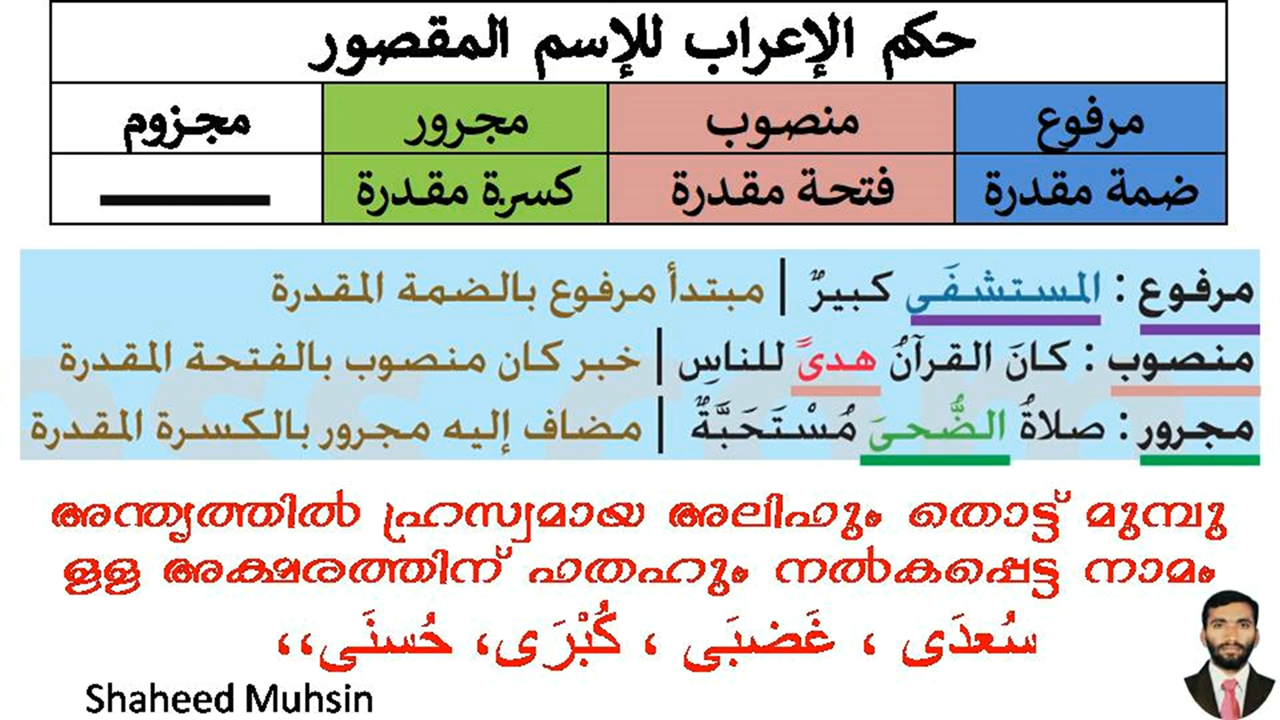 حكم الإعراب للإسم المقصور
مرفوع منصوب مجرور مجزوم
ضمة مقدرة فتحة مقدرة كسرة مقدرة
مرفوع : المستشفَى كبيرٌ | مبتدأ مرفوع بالضمة المقدرة
منصوب : كانَ القرآنُ هدىً للناسِ | خبر كان منصوب بالفتحة المقدرة
مجرور : صلاةُ الضُّحىَ مُسْتَحَبَّةٌ | مضاف إليه مجرور بالكسرة المقدرة
അന്ത്യത്തിൽ ഹ്രസ്വമായ അലിഫും തൊട്ട് മുമ്പു
ള്ള അക്ഷരത്തിന് ഫതഹും നൽകപ്പെട്ട നാമം
سُعدَى ، غَضبَى ، كُبْرَى، حُسنَى،،
Shaheed Muhsin